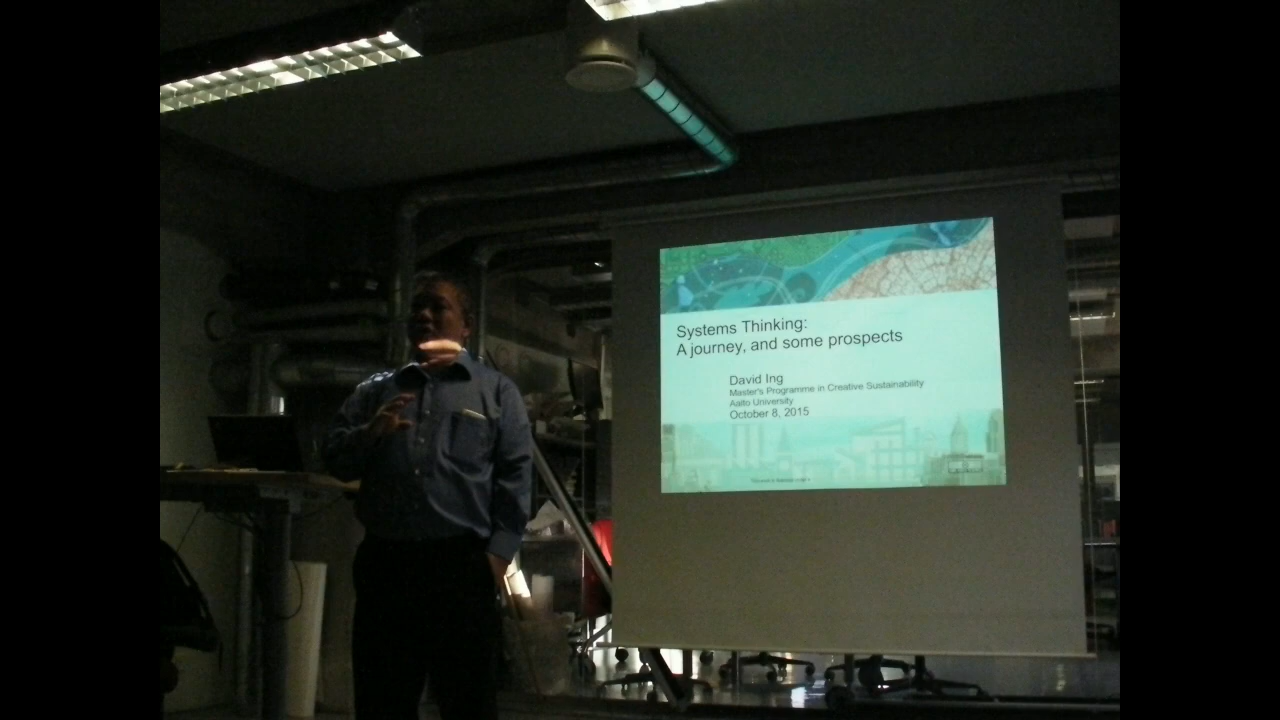 Systems Thinking:
A journey, and some prospects
David Ing
Master's Programme in Creative Sustainability
Aalto University
October 8, 2015